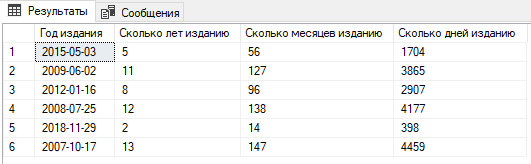 Результаты Сообщения
Год издания Сколько лет изданию Сколько месяцев изданию Сколько дней изданию
1 2015-05-03 5 56 1704
2 2009-06-02 11 127 3865
3 2012-01-16 8 96 2907
4 2008-07-25 12 138 4177
5 2018-11-29 2 14 398
6 2007-10-17 13 147 4459